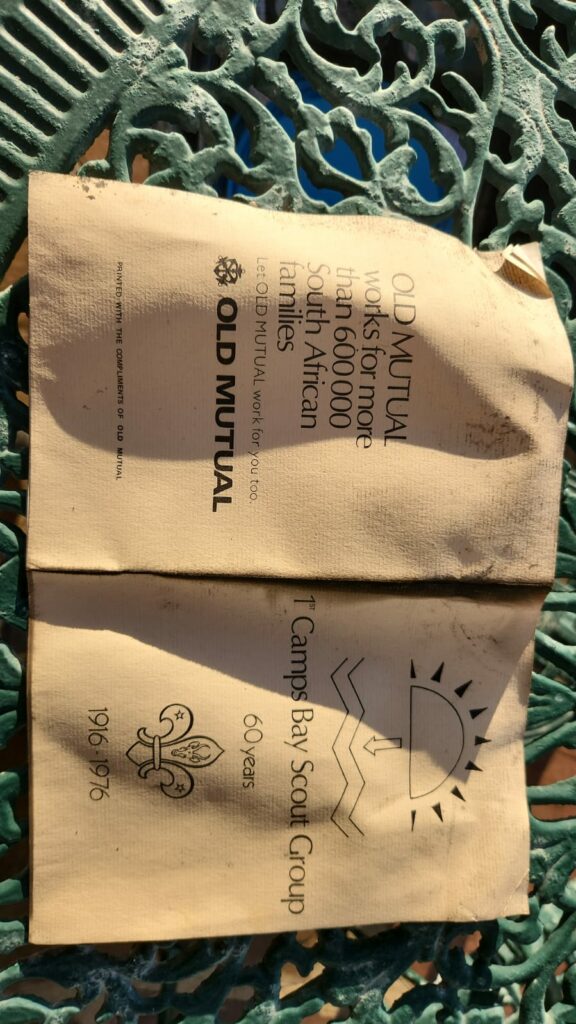 OLD MUTUAL
works for more
than 600 000
South African
families
Let OLD MUTUAL work for you too.
OLD MUTUAL
PRINTED WITH THE COMPLIMENTS OF OLD MUTUAL
1ST Camps Bay Scout Group
60 years
1916-1976